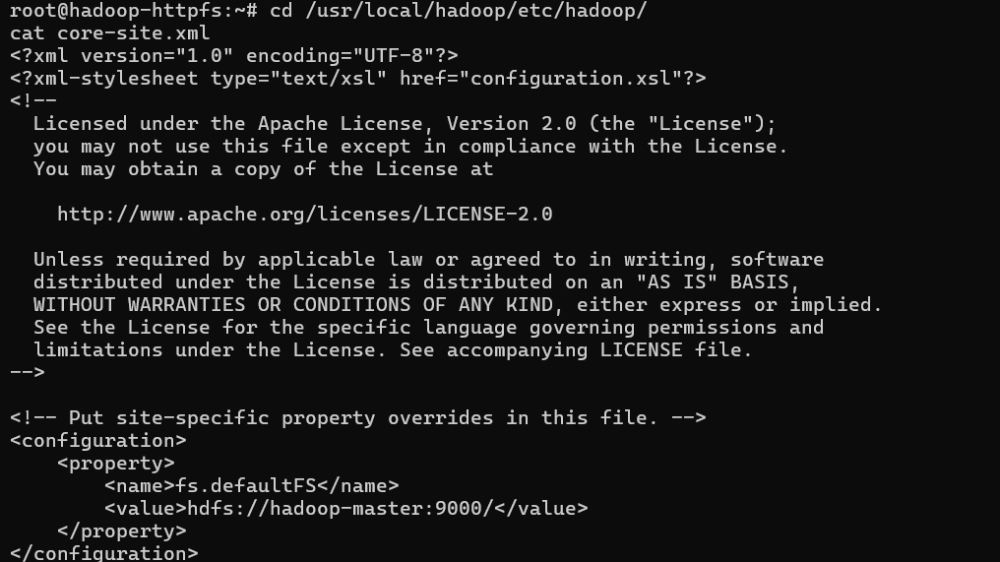 root@hadoop-httpfs:~# cd /usr/local/hadoop/etc/hadoop/
cat core-site.xml
<?xml version="1.0" encoding="UTF-8"?>
<?xml-stylesheet type="text/xsl" href="configuration.xsl"?>
<!--
  Licensed under the Apache License, Version 2.0 (the "License");
  you may not use this file except in compliance with the License.
  You may obtain a copy of the License at

    http://www.apache.org/licenses/LICENSE-2.0

  Unless required by applicable law or agreed to in writing, software
  distributed under the License is distributed on an "AS IS" BASIS,
  WITHOUT WARRANTIES OR CONDITIONS OF ANY KIND, either express or implied.
  See the License for the specific language governing permissions and
  limitations under the License. See accompanying LICENSE file.
-->

<!-- Put site-specific property overrides in this file. -->
<configuration>
    <property>
        <name>fs.defaultFS</name>
        <value>hdfs://hadoop-master:9000/</value>
    </property>
</configuration>